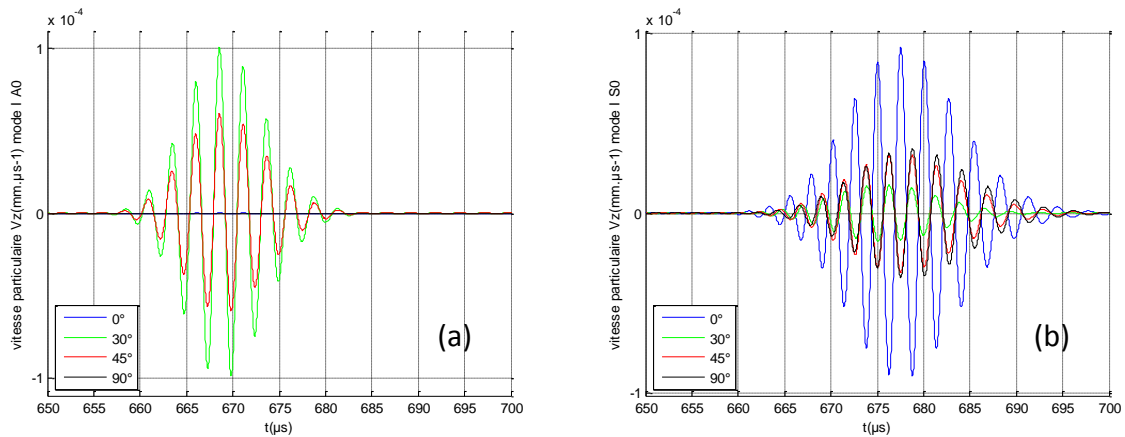 x 10⁻⁴
1
0
-1
vitesse particulaire Vz(mm.µs-1) mode I A0
650 655 660 665 670 675 680 685 690 695 700
t(µs)
0°
30°
45°
90°
(a)
x 10⁻⁴
1
0
-1
vitesse particulaire Vz(mm.µs-1) mode I S0
650 655 660 665 670 675 680 685 690 695 700
t(µs)
0°
30°
45°
90°
(b)